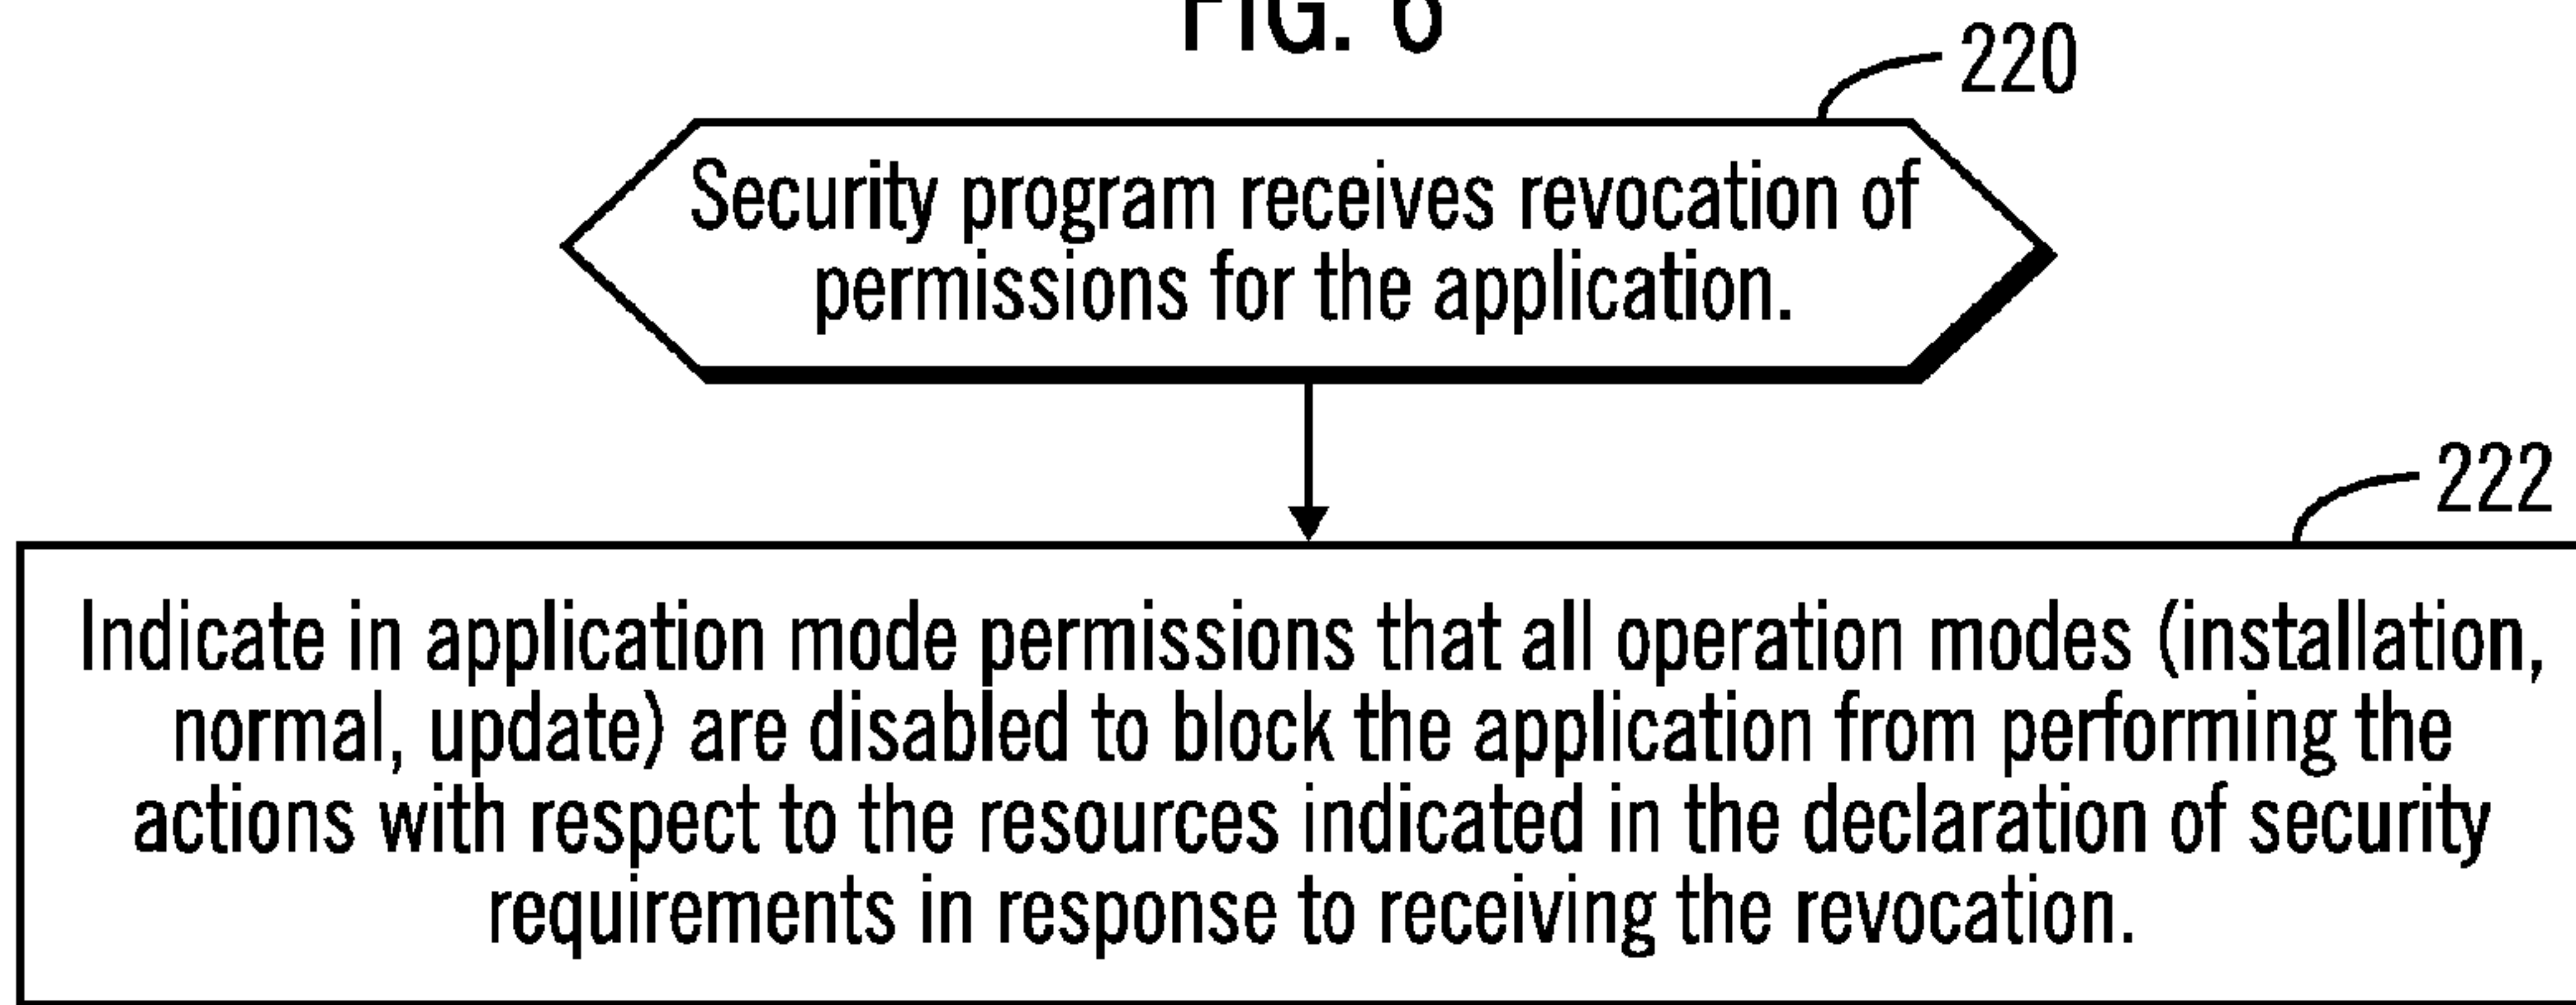 FIG. 6
220
Security program receives revocation of
permissions for the application.
222
Indicate in application mode permissions that all operation modes (installation,
normal, update) are disabled to block the application from performing the
actions with respect to the resources indicated in the declaration of security
requirements in response to receiving the revocation.